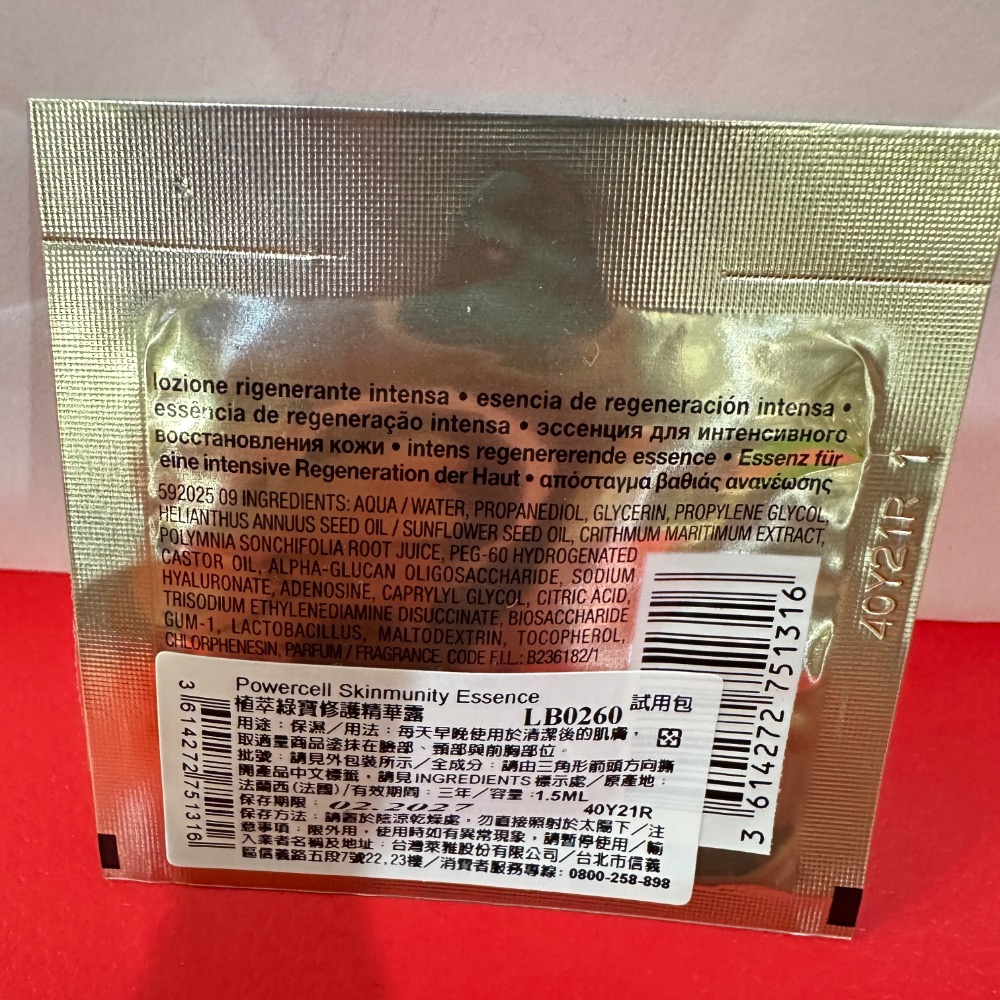 lozione rigenerante intensa • esencia de regeneración intensa •
essência de regeneração intensa • эссенция для интенсивного
восстановления кожи • intens regenererende essence • Essenz für
eine intensive Regeneration der Haut • απόσταγμα βαθιάς ανανέωσης
592025 09 INGREDIENTS: AQUA / WATER, PROPANEDIOL, GLYCERIN, PROPYLENE GLYCOL,
HELIANTHUS ANNUUS SEED OIL / SUNFLOWER SEED OIL, CRITHMUM MARITIMUM EXTRACT,
POLYMNIA SONCHIFOLIA ROOT JUICE, PEG-60 HYDROGENATED
CASTOR OIL, ALPHA-GLUCAN OLIGOSACCHARIDE, SODIUM
HYALURONATE, ADENOSINE, CAPRYLYL GLYCOL, CITRIC ACID,
TRISODIUM ETHYLENEDIAMINE DISUCCINATE, BIOSACCHARIDE
GUM-1, LACTOBACILLUS, MALTODEXTRIN, TOCOPHEROL,
CHLORPHENESIN, PARFUM / FRAGRANCE. CODE F.I.L.: B236182/1
40Y21R 1
3 614272 751316
3 614272 751316
Powercell Skinmunity Essence
植萃綠寶修護精華露 LB0260 試用包
用途：保濕／用法：每天早晚使用於清潔後的肌膚，
取適量商品塗抹在臉部、頸部與前胸部位。
批號：請見外包裝所示／全成分：請由三角形箭頭方向撕
開產品中文標籤，請見INGREDIENTS標示處／原產地：
法蘭西(法國)/有效期間：三年／容量：1.5ML
保存期限： 02-2027 40Y21R
保存方法：請置於陰涼乾燥處，勿直接照射於太陽下／注
意事項：限外用，使用時如有異常現象，請暫停使用／輸
入業者名稱及地址：台灣萊雅股份有限公司／台北市信義
區信義路五段7號22,23樓／消費者服務專線：0800-258-898